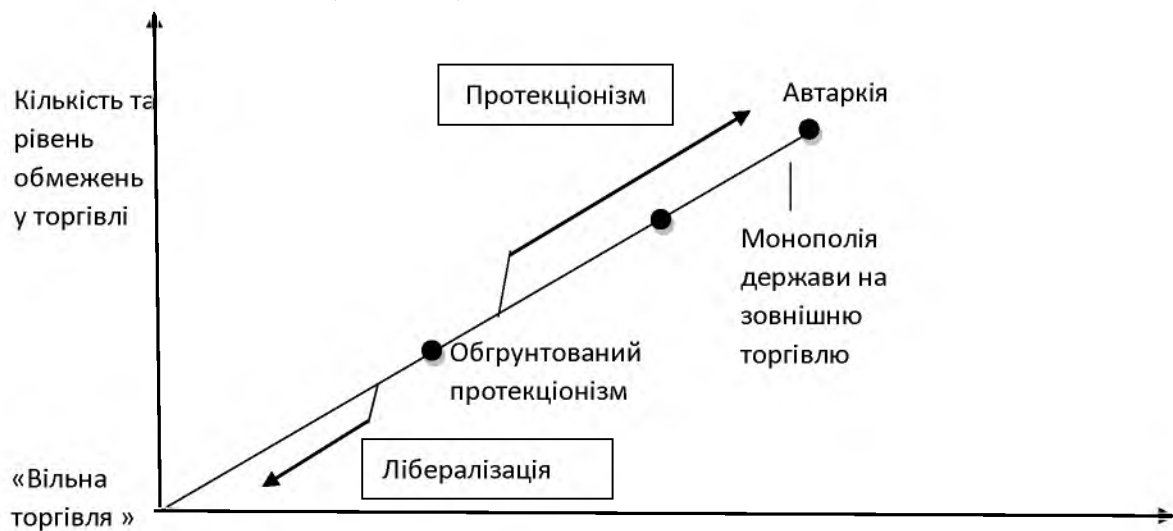 Кількість та
рівень
обмежень
у торгівлі
Протекціонізм
Автаркія
Монополія
держави на
зовнішню
торгівлю
Обгрунтований
протекціонізм
Лібералізація
«Вільна
торгівля »